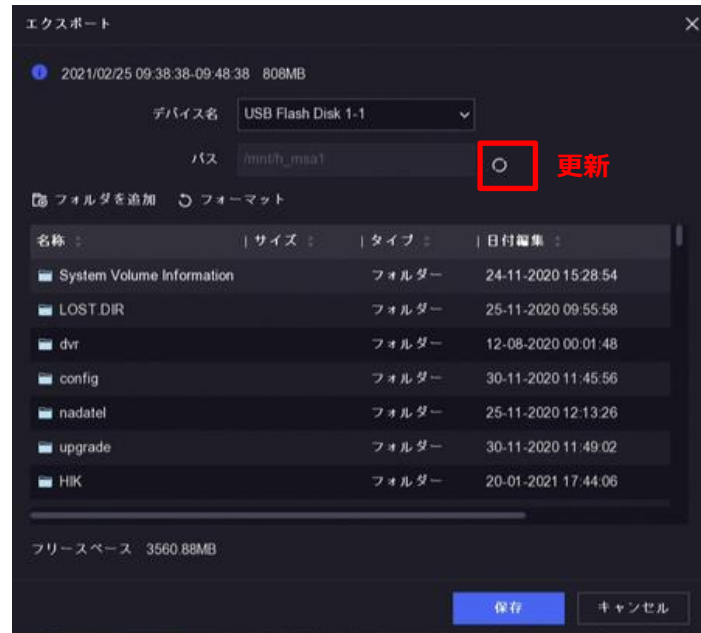 エクスポート
2021/02/25 09:38:38-09:48:38 808MB
デバイス名 USB Flash Disk 1-1
パス /mnt/h_msa1 更新
フォルダを追加 フォーマット
名称 | サイズ | タイプ | 日付編集
System Volume Information フォルダー 24-11-2020 15:28:54
LOST.DIR フォルダー 25-11-2020 09:55:58
dvr フォルダー 12-08-2020 00:01:48
config フォルダー 30-11-2020 11:45:56
nadatel フォルダー 25-11-2020 12:13:26
upgrade フォルダー 30-11-2020 11:49:02
HIK フォルダー 20-01-2021 17:44:06
フリースペース 3560.88MB
保存 キャンセル